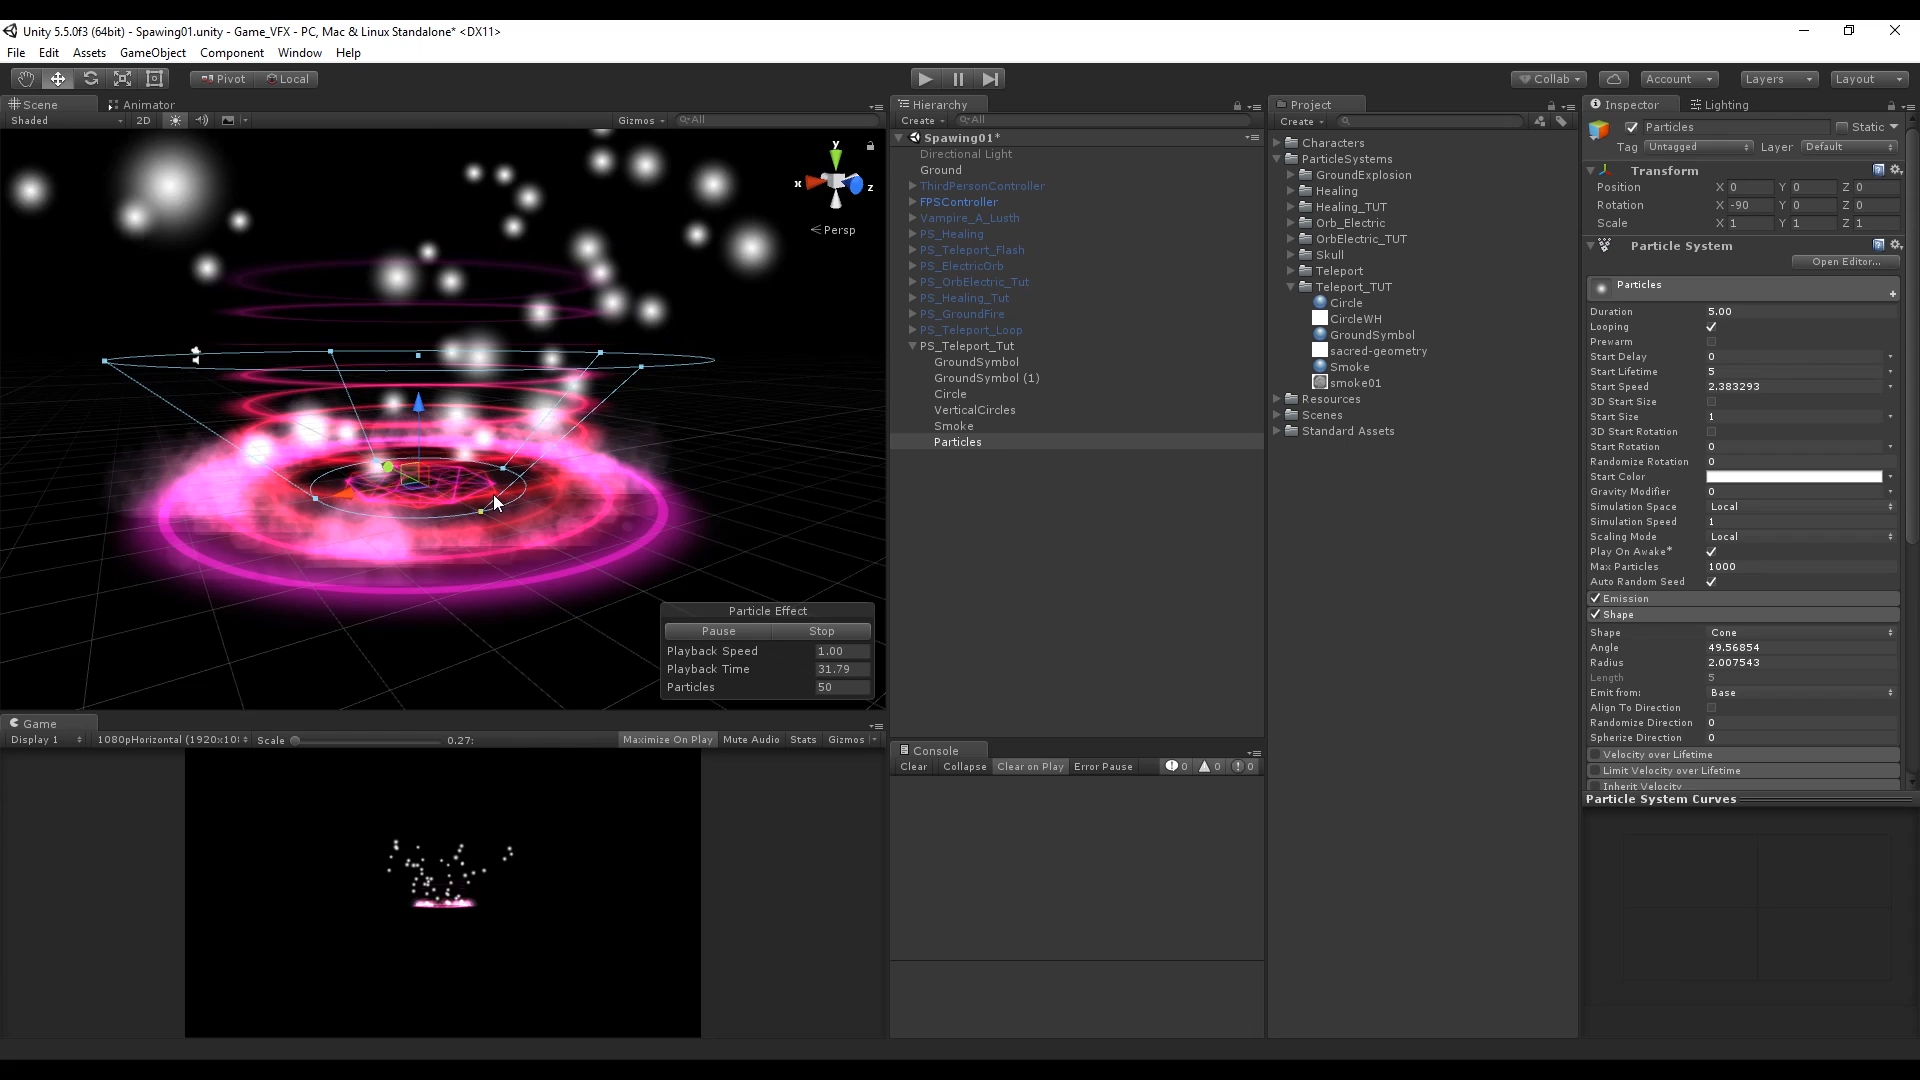 Unity 5.5.0f3 (64bit) - Spawing01.unity - Game_VFX - PC, Mac & Linux Standalone* <DX11>
File Edit Assets GameObject Component Window Help
Pivot Local Collab Account Layers Layout
Scene Animator
Shaded 2D Gizmos All
y
x
z
Persp
Particle Effect
Pause Stop
Playback Speed 1.00
Playback Time 31.79
Particles 50
Game
Display 1 1080pHorizontal (1920x10 Scale 0.27: Maximize On Play Mute Audio Stats Gizmos
Hierarchy
Create All
Spawing01*
Directional Light
Ground
ThirdPersonController
FPSController
Vampire_A_Lusth
PS_Healing
PS_Teleport_Flash
PS_ElectricOrb
PS_OrbElectric_Tut
PS_Healing_Tut
PS_GroundFire
PS_Teleport_Loop
PS_Teleport_Tut
GroundSymbol
GroundSymbol (1)
Circle
VerticalCircles
Smoke
Particles
Console
Clear Collapse Clear on Play Error Pause 0 0 0
Project
Create
Characters
ParticleSystems
GroundExplosion
Healing
Healing_TUT
Orb_Electric
OrbElectric_TUT
Skull
Teleport
Teleport_TUT
Circle
CircleWH
GroundSymbol
sacred-geometry
Smoke
smoke01
Resources
Scenes
Standard Assets
Inspector Lighting
Particles Static
Tag Untagged Layer Default
Transform
Position X 0 Y 0 Z 0
Rotation X -90 Y 0 Z 0
Scale X 1 Y 1 Z 1
Particle System
Open Editor...
Particles
Duration 5.00
Looping
Prewarm
Start Delay 0
Start Lifetime 5
Start Speed 2.383293
3D Start Size
Start Size 1
3D Start Rotation
Start Rotation 0
Randomize Rotation 0
Start Color
Gravity Modifier 0
Simulation Space Local
Simulation Speed 1
Scaling Mode Local
Play On Awake*
Max Particles 1000
Auto Random Seed
Emission
Shape
Shape Cone
Angle 49.56854
Radius 2.007543
Length 5
Emit from: Base
Align To Direction
Randomize Direction 0
Spherize Direction 0
Velocity over Lifetime
Limit Velocity over Lifetime
Inherit Velocity
Particle System Curves